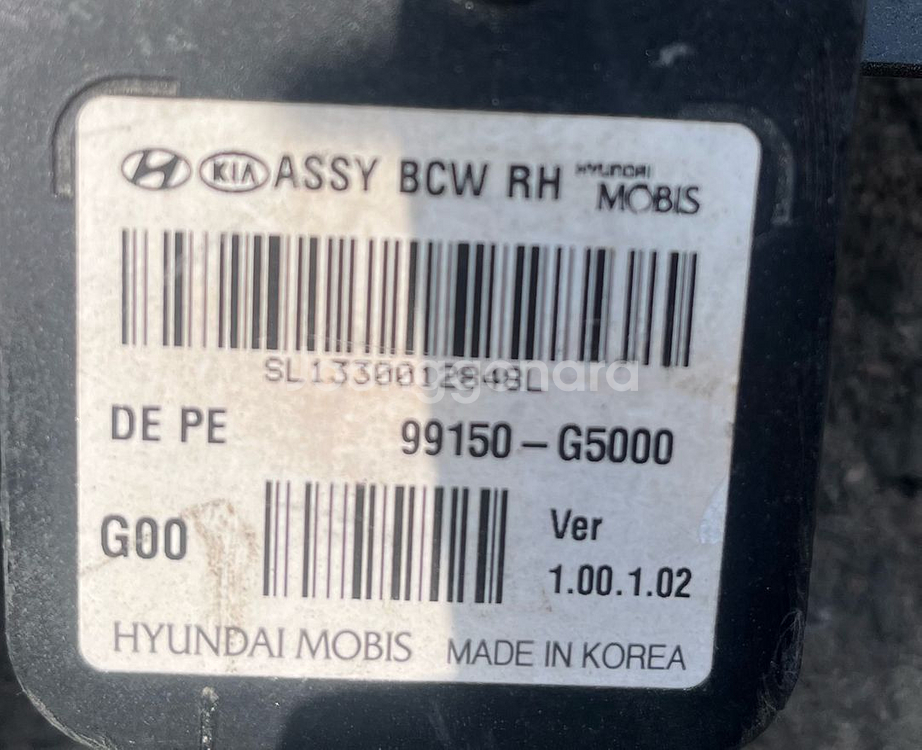 KIA ASSY BCW RH HYUNDAI MOBIS
SL1330012848L
DE PE 99150-G5000
G00 Ver
1.00.1.02
HYUNDAI MOBIS MADE IN KOREA